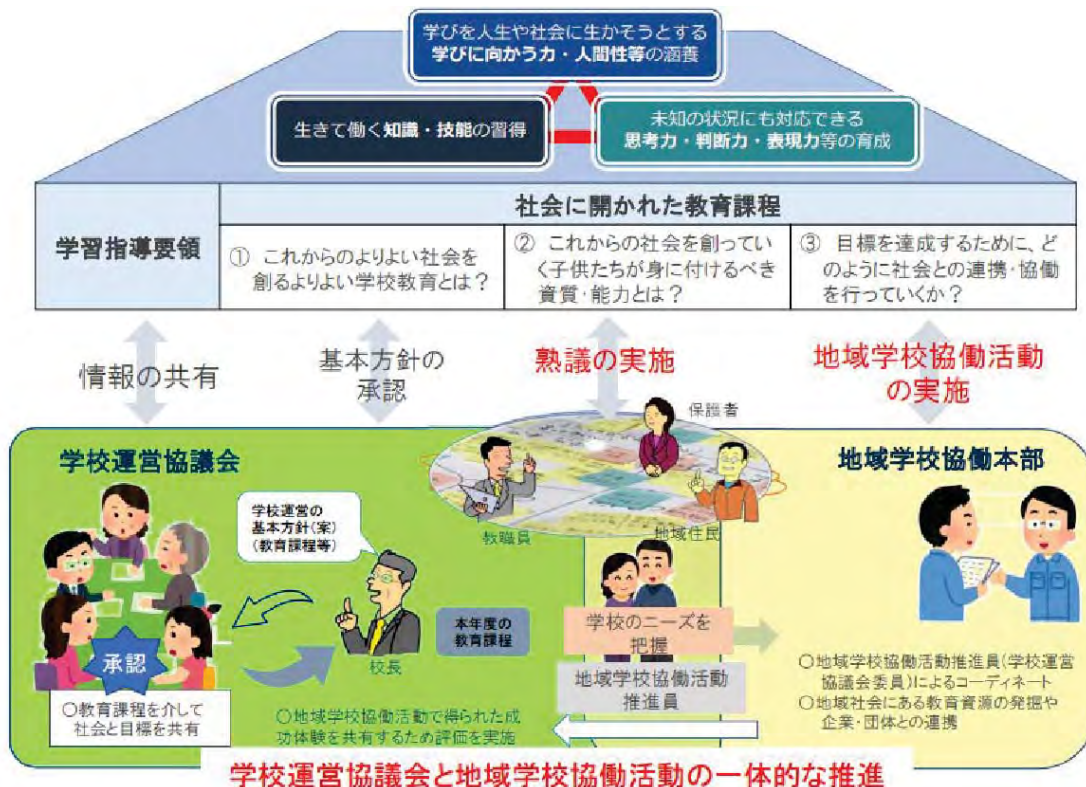 学びを人生や社会に生かそうとする
学びに向かう力・人間性等の涵養
生きて働く知識・技能の習得
未知の状況にも対応できる
思考力・判断力・表現力等の育成
学習指導要領
社会に開かれた教育課程
① これからのよりよい社会を
創るよりよい学校教育とは？
② これからの社会を創ってい
く子供たちが身に付けるべき
資質・能力とは？
③ 目標を達成するために、ど
のように社会との連携・協働
を行っていくか？
情報の共有
基本方針の
承認
熟議の実施
地域学校協働活動
の実施
学校運営協議会
学校運営の
基本方針(案)
(教育課程等)
校長
本年度の
教育課程
承認
○教育課程を介して
社会と目標を共有
○地域学校協働活動で得られた成
功体験を共有するため評価を実施
保護者
教職員
地域住民
学校のニーズを
把握
地域学校協働活動
推進員
地域学校協働本部
○地域学校協働活動推進員(学校運営
協議会委員)によるコーディネート
○地域社会にある教育資源の発掘や
企業・団体との連携
学校運営協議会と地域学校協働活動の一体的な推進